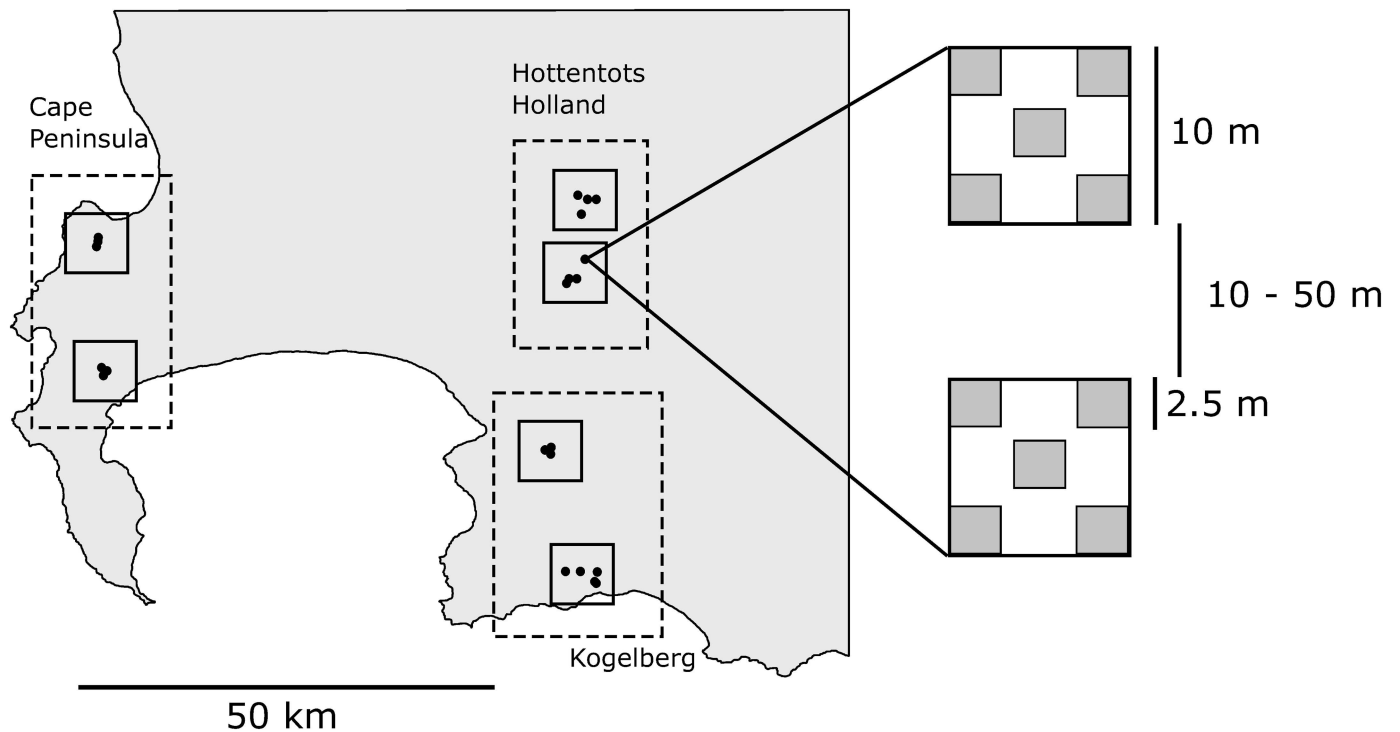 Hottentots
Holland
Cape
Peninsula
10 m
10 - 50 m
2.5 m
Kogelberg
50 km